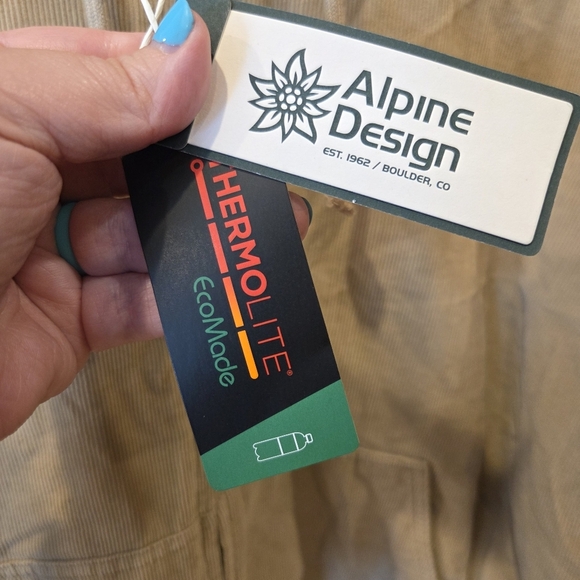 Alpine
Design
EST. 1962 / BOULDER, CO
THERMOLITE®
EcoMade